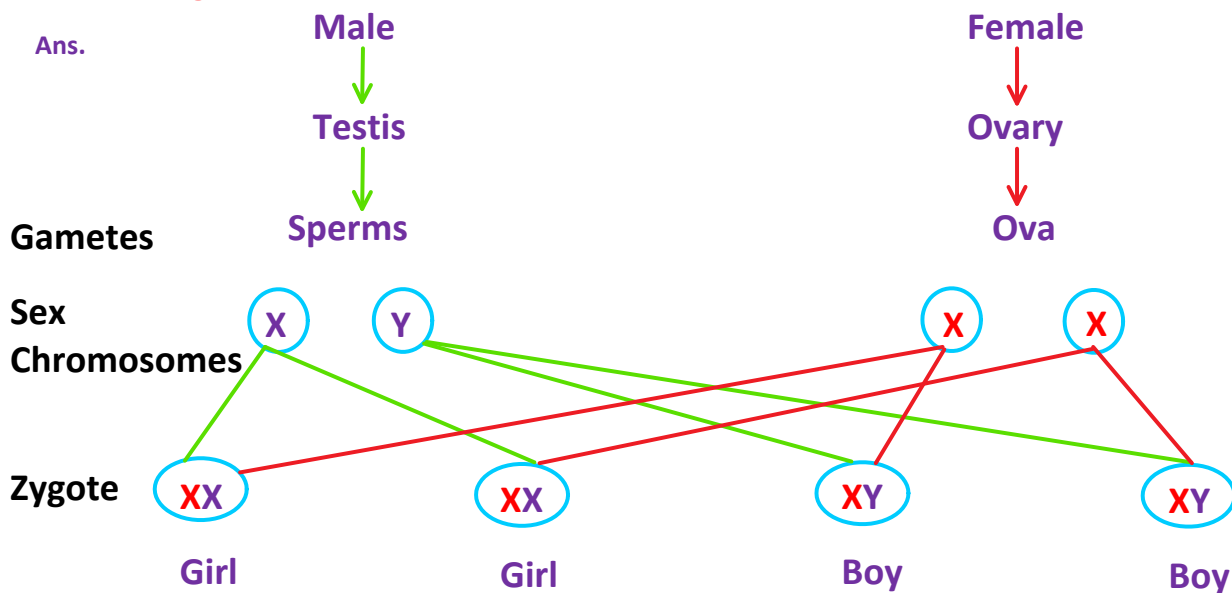 Ans.
Male Female
Testis Ovary
Gametes Sperms Ova
Sex
Chromosomes
X Y X X
Zygote XX XX XY XY
Girl Girl Boy Boy